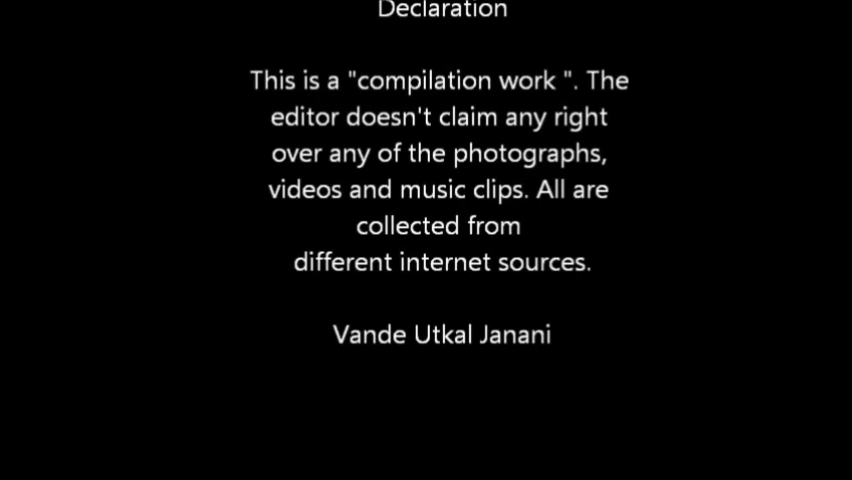 Declaration
This is a "compilation work ". The
editor doesn't claim any right
over any of the photographs,
videos and music clips. All are
collected from
different internet sources.
Vande Utkal Janani